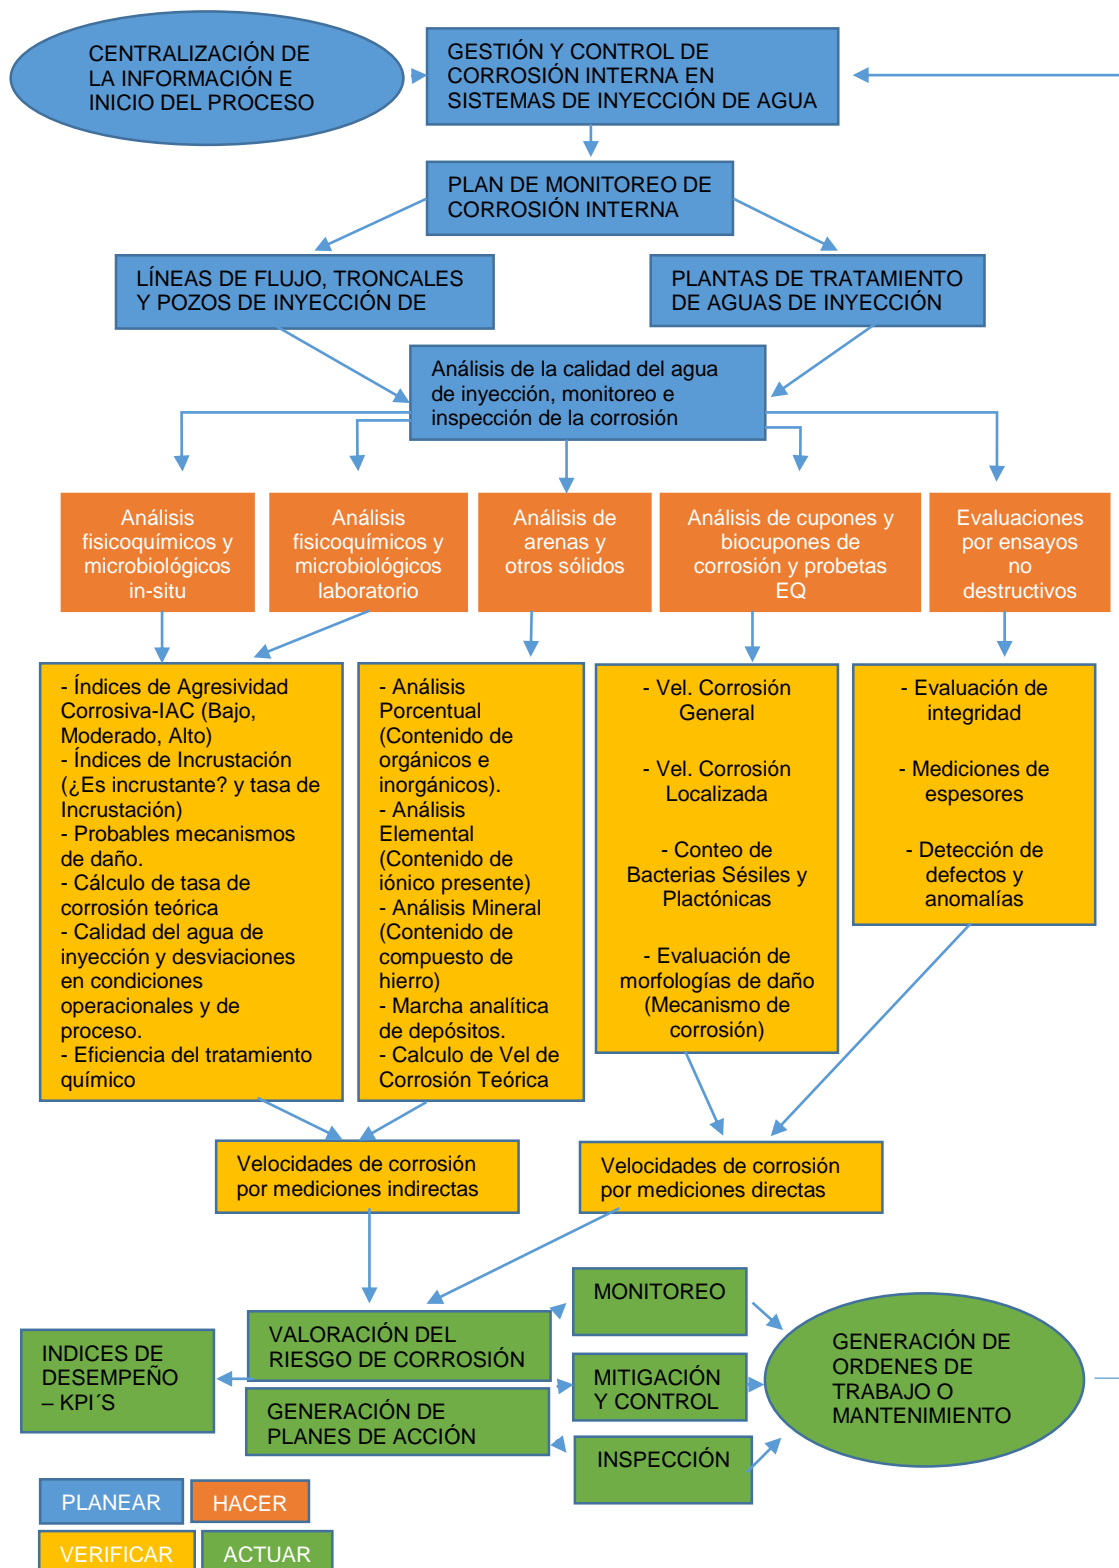 CENTRALIZACIÓN DE
LA INFORMACIÓN E
INICIO DEL PROCESO
GESTIÓN Y CONTROL DE
CORROSIÓN INTERNA EN
SISTEMAS DE INYECCIÓN DE AGUA
PLAN DE MONITOREO DE
CORROSIÓN INTERNA
LÍNEAS DE FLUJO, TRONCALES
Y POZOS DE INYECCIÓN DE
PLANTAS DE TRATAMIENTO
DE AGUAS DE INYECCIÓN
Análisis de la calidad del agua
de inyección, monitoreo e
inspección de la corrosión
Análisis
fisicoquímicos y
microbiológicos
in-situ
Análisis
fisicoquímicos y
microbiológicos
laboratorio
Análisis de
arenas y
otros sólidos
Análisis de cupones y
biocupones de
corrosión y probetas
EQ
Evaluaciones
por ensayos
no
destructivos
- Índices de Agresividad
Corrosiva-IAC (Bajo,
Moderado, Alto)
- Índices de Incrustación
(¿Es incrustante? y tasa de
Incrustación)
- Probables mecanismos
de daño.
- Cálculo de tasa de
corrosión teórica
- Calidad del agua de
inyección y desviaciones
en condiciones
operacionales y de
proceso.
- Eficiencia del tratamiento
químico
- Análisis
Porcentual
(Contenido de
orgánicos e
inorgánicos).
- Análisis
Elemental
(Contenido de
iónico presente)
- Análisis Mineral
(Contenido de
compuesto de
hierro)
- Marcha analítica
de depósitos.
- Calculo de Vel de
Corrosión Teórica
- Vel. Corrosión
General
- Vel. Corrosión
Localizada
- Conteo de
Bacterias Sésiles y
Plactónicas
- Evaluación de
morfologías de daño
(Mecanismo de
corrosión)
- Evaluación de
integridad
- Mediciones de
espesores
- Detección de
defectos y
anomalías
Velocidades de corrosión
por mediciones indirectas
Velocidades de corrosión
por mediciones directas
INDICES DE
DESEMPEÑO
– KPI´S
VALORACIÓN DEL
RIESGO DE CORROSIÓN
GENERACIÓN DE
PLANES DE ACCIÓN
MONITOREO
MITIGACIÓN
Y CONTROL
INSPECCIÓN
GENERACIÓN DE
ORDENES DE
TRABAJO O
MANTENIMIENTO
PLANEAR
HACER
VERIFICAR
ACTUAR